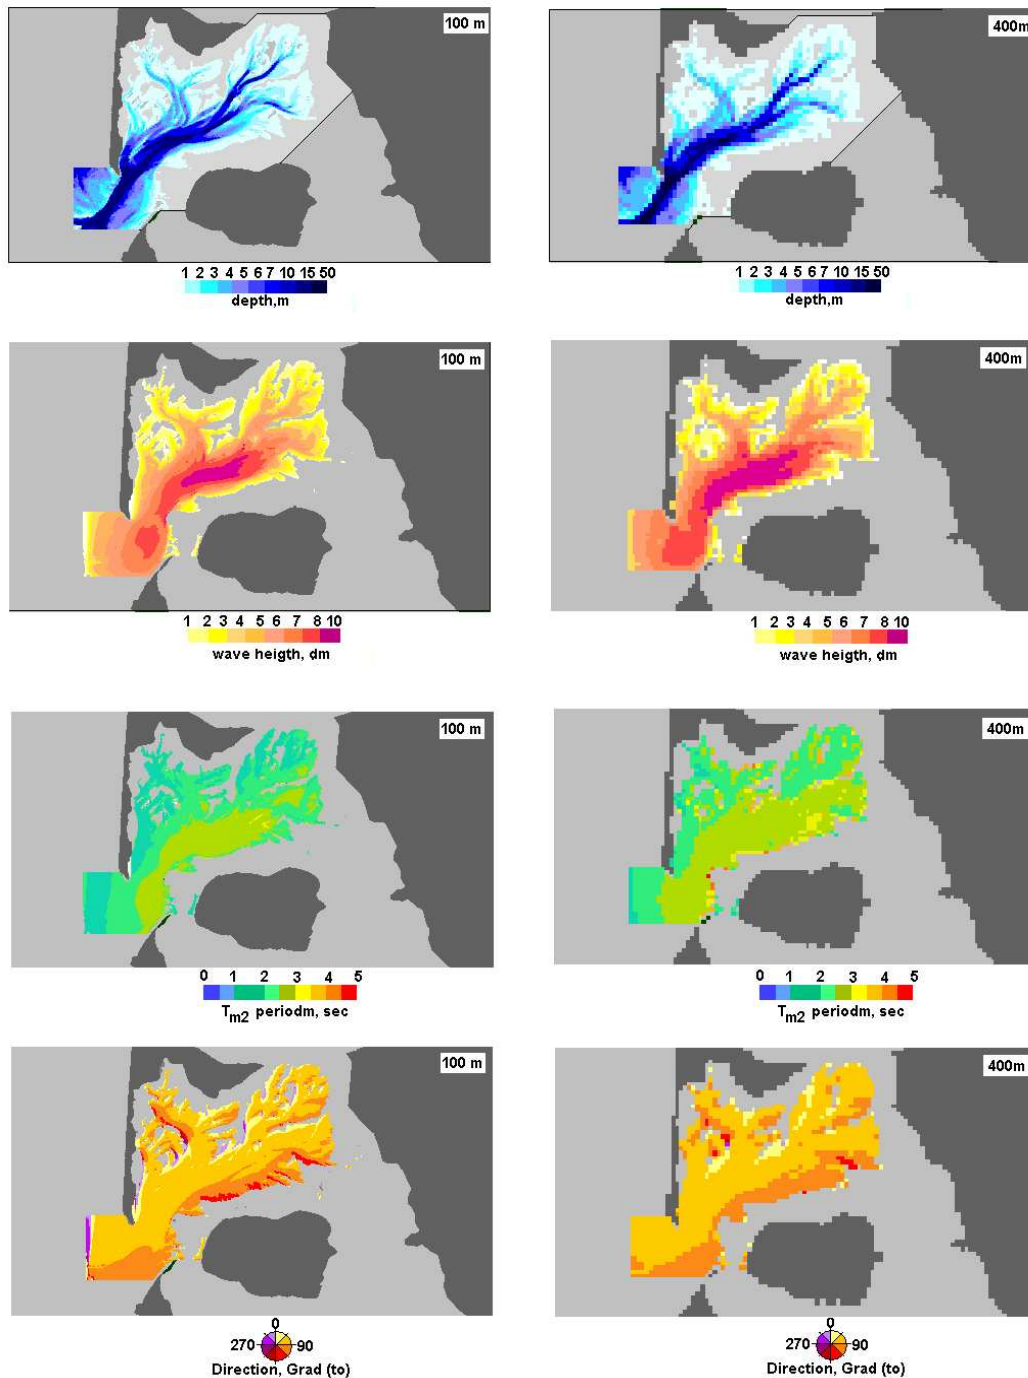 100 m
400m
1 2 3 4 5 6 7 10 15 50
depth,m
1 2 3 4 5 6 7 10 15 50
depth,m
100 m
400m
1 2 3 4 5 6 7 8 10
wave heigth, dm
1 2 3 4 5 6 7 8 10
wave heigth, dm
100 m
400m
0 1 2 3 4 5
Tm2 periodm, sec
0 1 2 3 4 5
Tm2 periodm, sec
100 m
400m
0
270 90
Direction, Grad (to)
0
270 90
Direction, Grad (to)